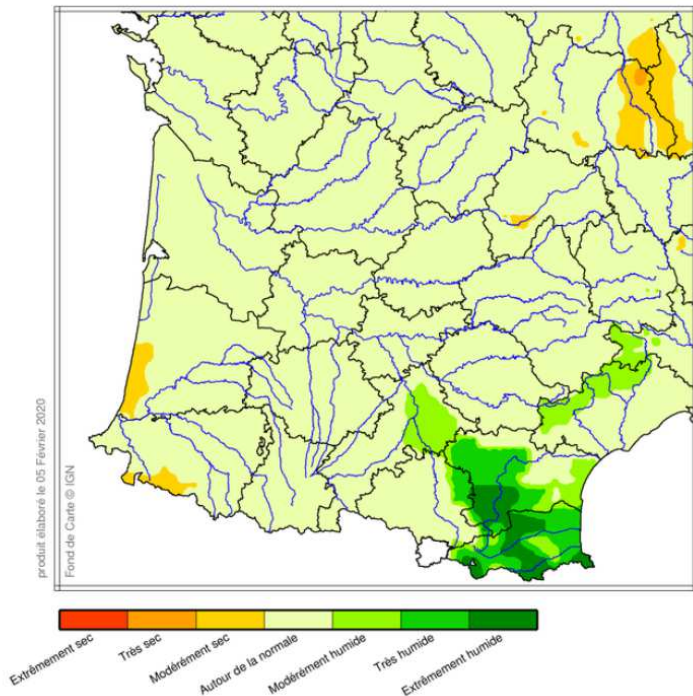 produit élaboré le 05 Février 2020
Fond de Carte © IGN
Extrêmement sec
Très sec
Modérément sec
Autour de la normale
Modérément humide
Très humide
Extrêmement humide